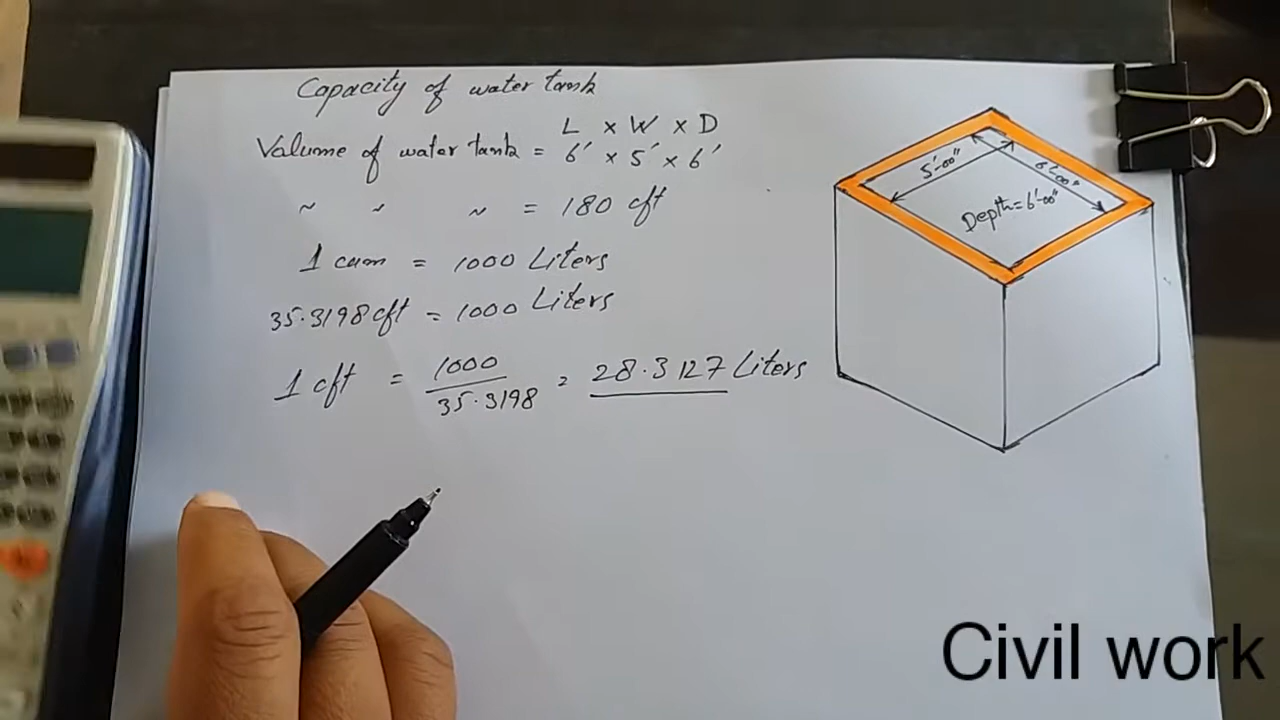 Capacity of water tank
L × W × D
Valume of water tank = 6' × 5' × 6'
~ ~ ~ = 180 cft
1 cum = 1000 Liters
35.3198 cft = 1000 Liters
1 cft = 1000/35.3198 = 28.3127 Liters
5'-00"
6'-00"
Depth = 6'-00"
Civil work